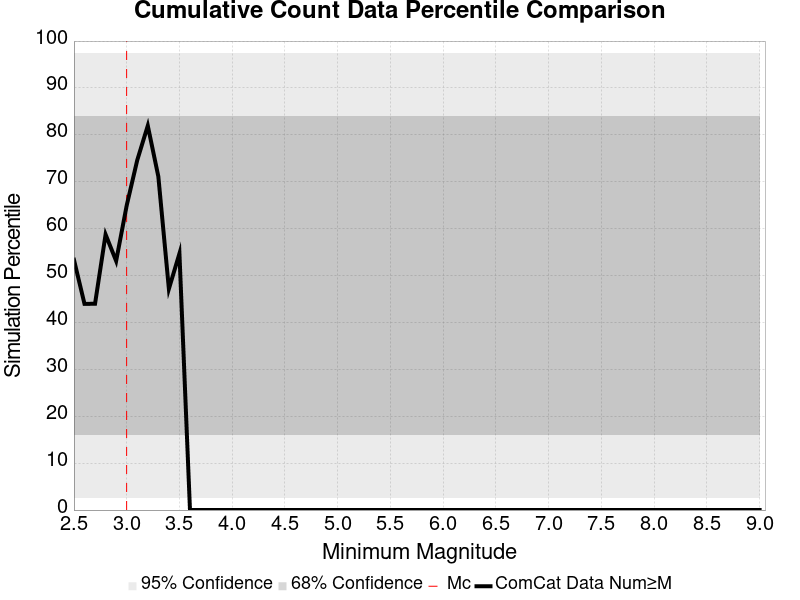 Cumulative Count Data Percentile Comparison
100
90
80
70
60
50
40
30
20
10
0
Simulation Percentile
2.5 3.0 3.5 4.0 4.5 5.0 5.5 6.0 6.5 7.0 7.5 8.0 8.5 9.0
Minimum Magnitude
95% Confidence 68% Confidence Mc ComCat Data Num≥M